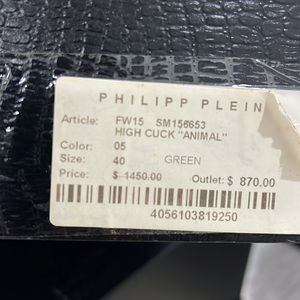 PHILIPP PLEIN
Article: FW15 SM156653
HIGH CUCK "ANIMAL"
Color: 05
Size: 40 GREEN
Price: $ 1450.00 Outlet: $ 870.00
4056103819250